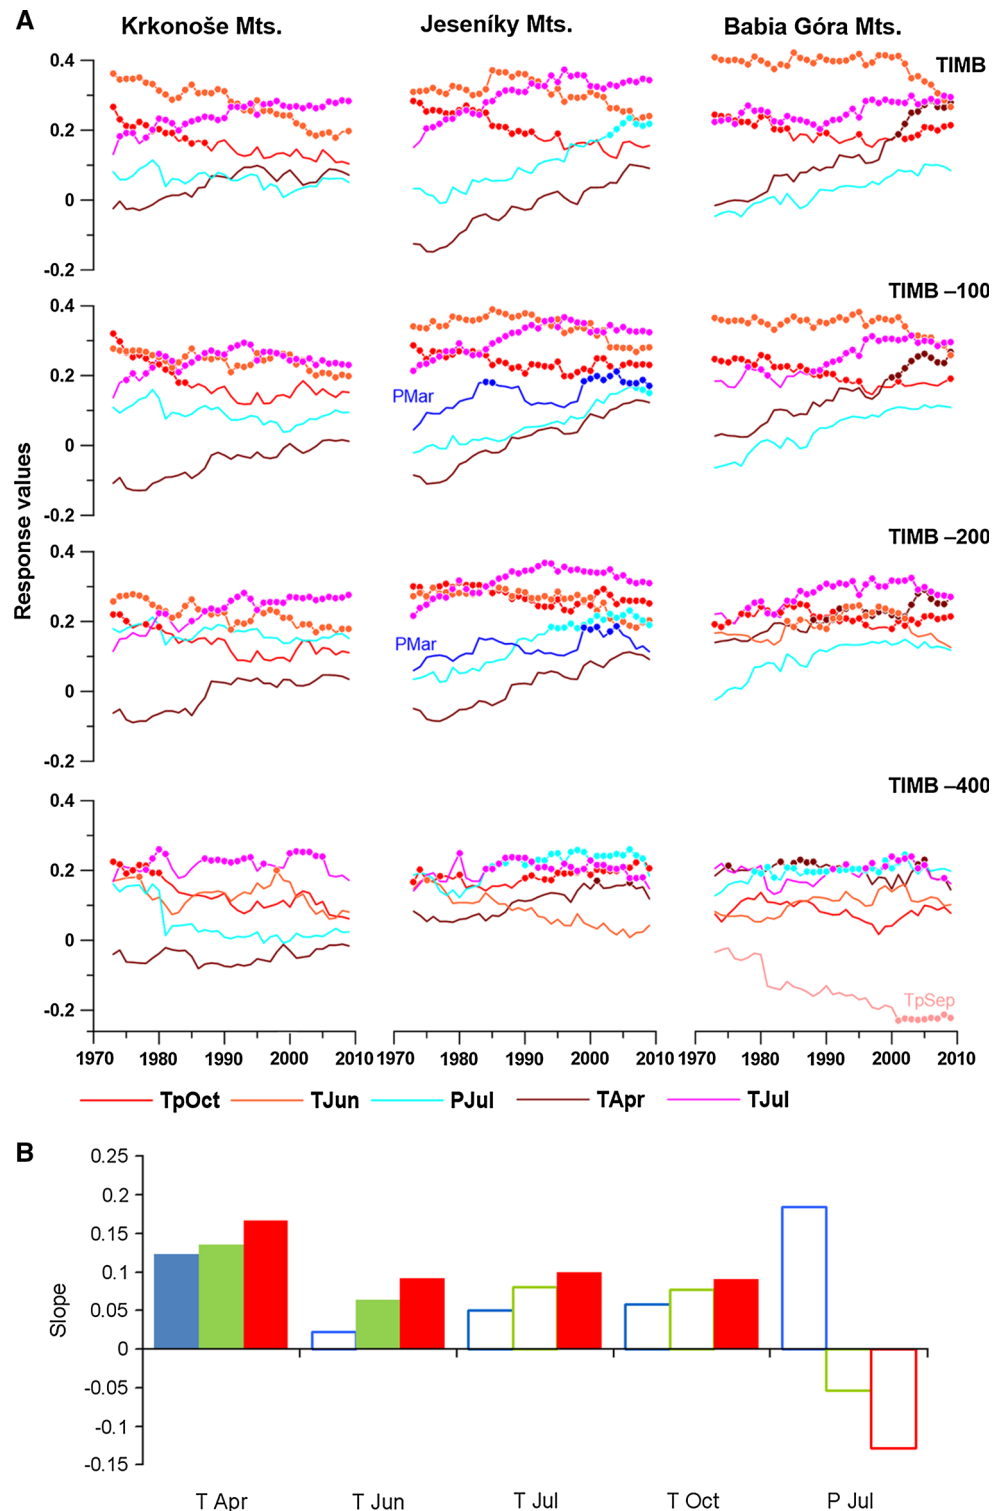 A
Krkonoše Mts.
Jeseníky Mts.
Babia Góra Mts.
TIMB
0.4
0.2
0
-0.2
TIMB –100
0.4
0.2
0
-0.2
PMar
Response values
TIMB –200
0.4
0.2
0
-0.2
PMar
TIMB –400
0.4
0.2
0
-0.2
TpSep
1970 1980 1990 2000 2010
1970 1980 1990 2000 2010
1970 1980 1990 2000 2010
TpOct TJun PJul TApr TJul
B
0.25
0.2
0.15
0.1
0.05
0
-0.05
-0.1
-0.15
Slope
T Apr T Jun T Jul T Oct P Jul